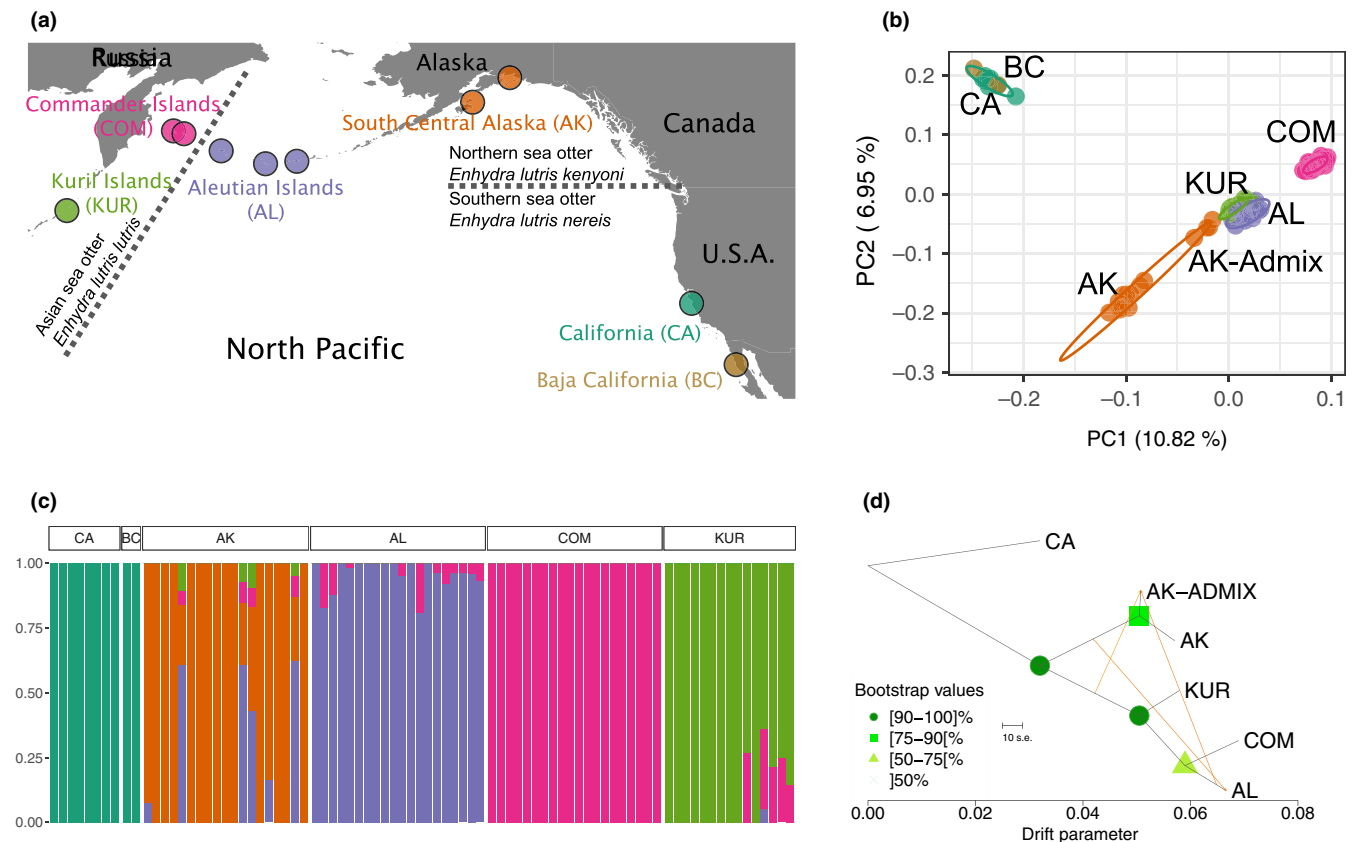 (a)
Russia
Alaska
Commander Islands
(COM)
South Central Alaska (AK)
Canada
Northern sea otter
Enhydra lutris kenyoni
Kuril Islands
(KUR)
Aleutian Islands
(AL)
Southern sea otter
Enhydra lutris nereis
U.S.A.
Asian sea otter
Enhydra lutris lutris
North Pacific
California (CA)
Baja California (BC)
(b)
BC
CA
COM
KUR
AL
AK-Admix
AK
0.2
0.1
0.0
−0.1
−0.2
−0.3
PC2 ( 6.95 %)
−0.2
−0.1
0.0
0.1
PC1 (10.82 %)
(c)
CA
BC
AK
AL
COM
KUR
1.00
0.75
0.50
0.25
0.00
(d)
CA
AK−ADMIX
AK
KUR
COM
AL
Bootstrap values
[90−100]%
[75−90[%
[50−75[%
]50%
10 s.e.
0.00
0.02
0.04
0.06
0.08
Drift parameter